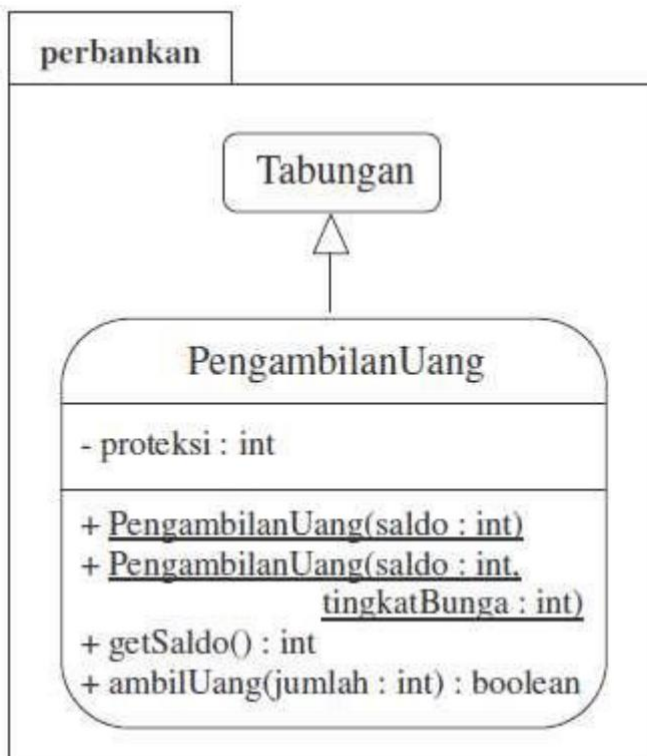 perbankan
Tabungan
PengambilanUang
- proteksi : int
+ PengambilanUang(saldo : int)
+ PengambilanUang(saldo : int,
tingkatBunga : int)
+ getSaldo() : int
+ ambilUang(jumlah : int) : boolean